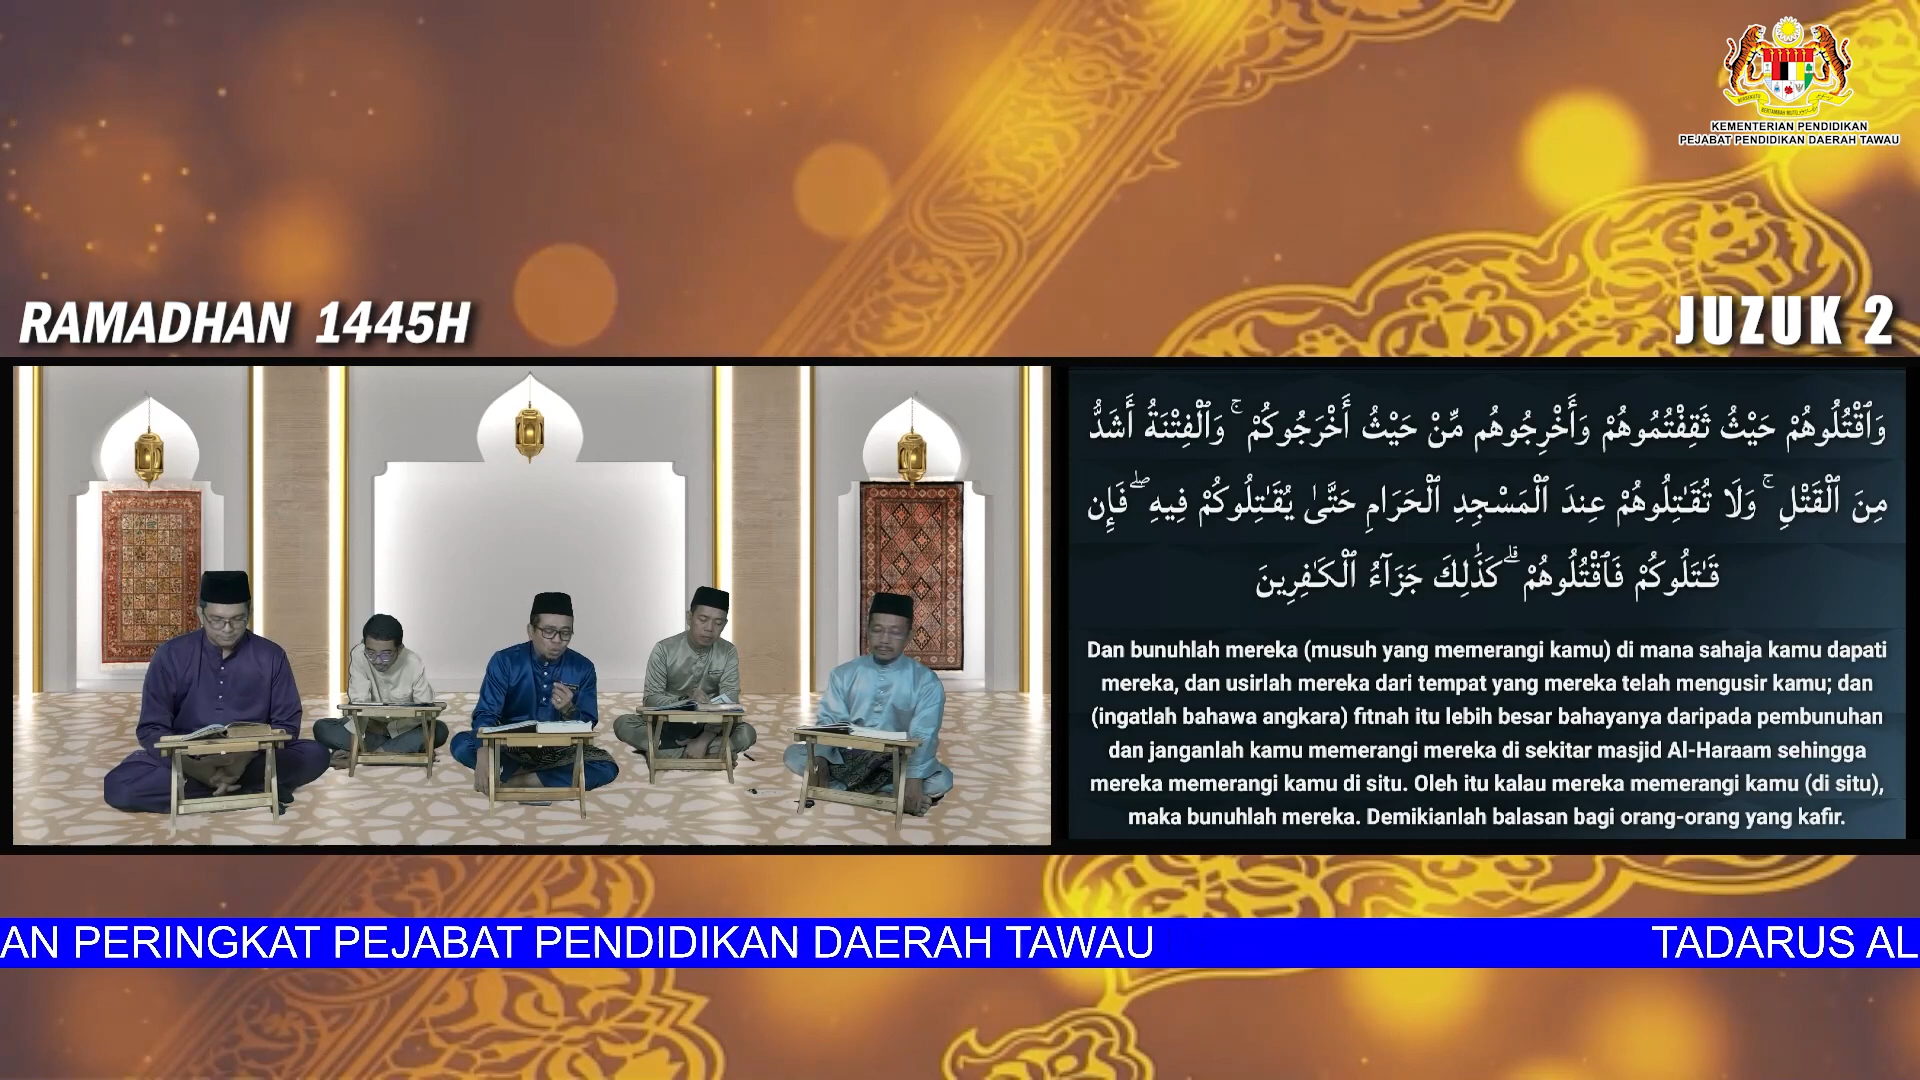 KEMENTERIAN PENDIDIKAN
PEJABAT PENDIDIKAN DAERAH TAWAU
RAMADHAN 1445H
JUZUK 2
وَٱقْتُلُوهُمْ حَيْثُ ثَقِفْتُمُوهُمْ وَأَخْرِجُوهُم مِّنْ حَيْثُ أَخْرَجُوكُمْ ۚ وَٱلْفِتْنَةُ أَشَدُّ
مِنَ ٱلْقَتْلِ ۚ وَلَا تُقَـٰتِلُوهُمْ عِندَ ٱلْمَسْجِدِ ٱلْحَرَامِ حَتَّىٰ يُقَـٰتِلُوكُمْ فِيهِ ۖ فَإِن
قَـٰتَلُوكُمْ فَٱقْتُلُوهُمْ ۗ كَذَٰلِكَ جَزَآءُ ٱلْكَـٰفِرِينَ
Dan bunuhlah mereka (musuh yang memerangi kamu) di mana sahaja kamu dapati
mereka, dan usirlah mereka dari tempat yang mereka telah mengusir kamu; dan
(ingatlah bahawa angkara) fitnah itu lebih besar bahayanya daripada pembunuhan
dan janganlah kamu memerangi mereka di sekitar masjid Al-Haraam sehingga
mereka memerangi kamu di situ. Oleh itu kalau mereka memerangi kamu (di situ),
maka bunuhlah mereka. Demikianlah balasan bagi orang-orang yang kafir.
AN PERINGKAT PEJABAT PENDIDIKAN DAERAH TAWAU
TADARUS AL